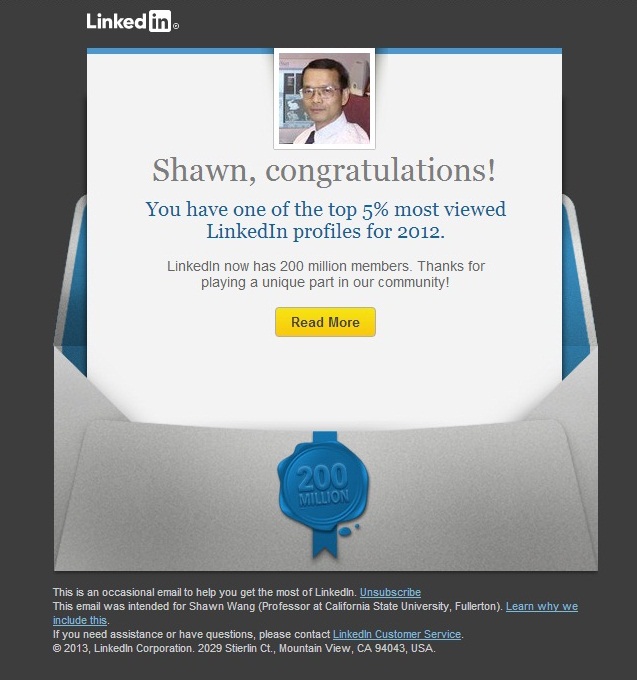 Linked in
Shawn, congratulations!
You have one of the top 5% most viewed
LinkedIn profiles for 2012.
LinkedIn now has 200 million members. Thanks for
playing a unique part in our community!
Read More
200
MILLION
This is an occasional email to help you get the most of LinkedIn. Unsubscribe
This email was intended for Shawn Wang (Professor at California State University, Fullerton). Learn why we
include this.
If you need assistance or have questions, please contact LinkedIn Customer Service.
© 2013, LinkedIn Corporation. 2029 Stierlin Ct., Mountain View, CA 94043, USA.